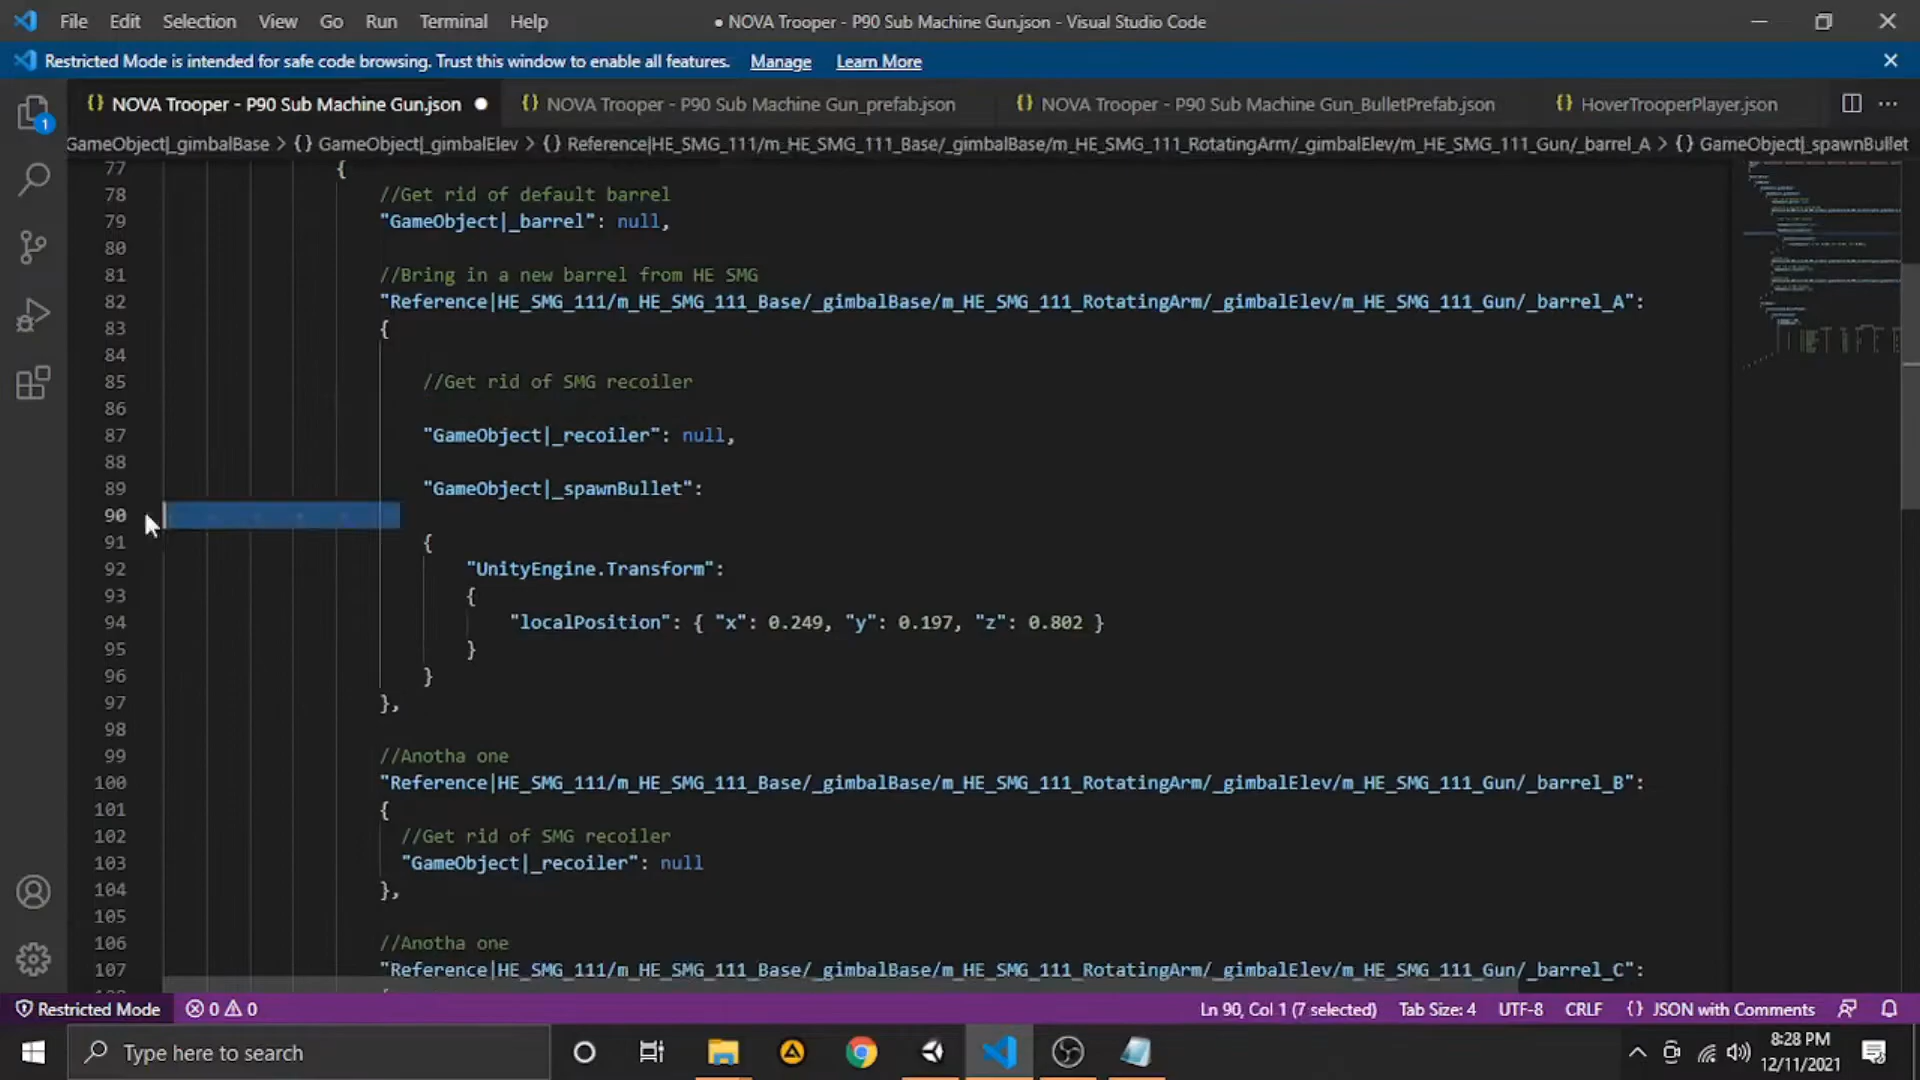 File Edit Selection View Go Run Terminal Help ● NOVA Trooper - P90 Sub Machine Gun.json - Visual Studio Code
Restricted Mode is intended for safe code browsing. Trust this window to enable all features. Manage Learn More
{} NOVA Trooper - P90 Sub Machine Gun.json ● {} NOVA Trooper - P90 Sub Machine Gun_prefab.json {} NOVA Trooper - P90 Sub Machine Gun_BulletPrefab.json {} HoverTrooperPlayer.json
1
GameObject|_gimbalBase > {} GameObject|_gimbalElev > {} Reference|HE_SMG_111/m_HE_SMG_111_Base/_gimbalBase/m_HE_SMG_111_RotatingArm/_gimbalElev/m_HE_SMG_111_Gun/_barrel_A > {} GameObject|_spawnBullet
77 {
78 //Get rid of default barrel
79 "GameObject|_barrel": null,
80
81 //Bring in a new barrel from HE SMG
82 "Reference|HE_SMG_111/m_HE_SMG_111_Base/_gimbalBase/m_HE_SMG_111_RotatingArm/_gimbalElev/m_HE_SMG_111_Gun/_barrel_A":
83 {
84
85 //Get rid of SMG recoiler
86
87 "GameObject|_recoiler": null,
88
89 "GameObject|_spawnBullet":
90
91 {
92 "UnityEngine.Transform":
93 {
94 "localPosition": { "x": 0.249, "y": 0.197, "z": 0.802 }
95 }
96 }
97 },
98
99 //Anotha one
100 "Reference|HE_SMG_111/m_HE_SMG_111_Base/_gimbalBase/m_HE_SMG_111_RotatingArm/_gimbalElev/m_HE_SMG_111_Gun/_barrel_B":
101 {
102 //Get rid of SMG recoiler
103 "GameObject|_recoiler": null
104 },
105
106 //Anotha one
107 "Reference|HE_SMG_111/m_HE_SMG_111_Base/_gimbalBase/m_HE_SMG_111_RotatingArm/_gimbalElev/m_HE_SMG_111_Gun/_barrel_C":
Restricted Mode 0 0 Ln 90, Col 1 (7 selected) Tab Size: 4 UTF-8 CRLF {} JSON with Comments
Type here to search 8:28 PM
12/11/2021